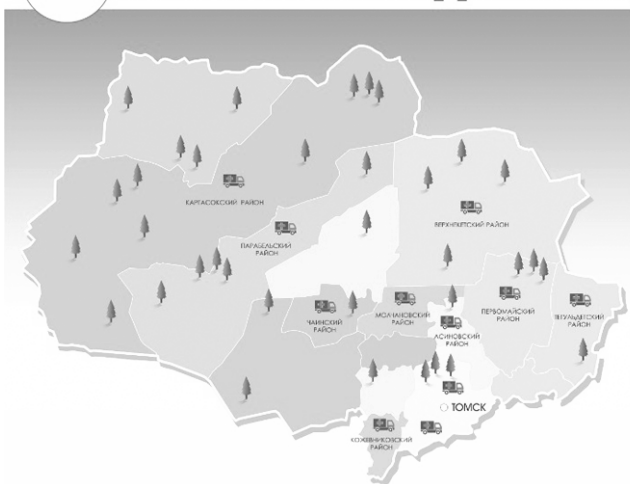 КАРГАСОКСКИЙ РАЙОН
ПАРАБЕЛЬСКИЙ
РАЙОН
ВЕРХНЕКЕТСКИЙ РАЙОН
ЧАИНСКИЙ
РАЙОН
МОЛЧАНОВСКИЙ
РАЙОН
АСИНОВСКИЙ
РАЙОН
ПЕРВОМАЙСКИЙ
РАЙОН
ТЕГУЛЬДЕТСКИЙ
РАЙОН
ТОМСК
КОЖЕВНИКОВСКИЙ
РАЙОН